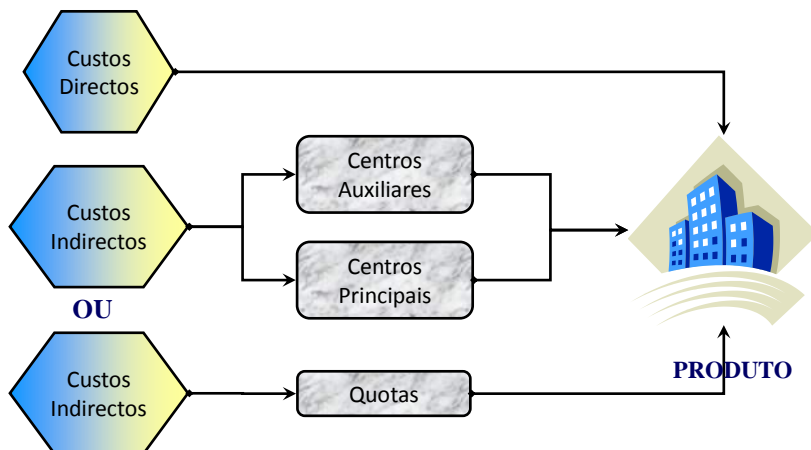 Custos
Directos
Centros
Auxiliares
Custos
Indirectos
Centros
Principais
OU
PRODUTO
Custos
Indirectos
Quotas